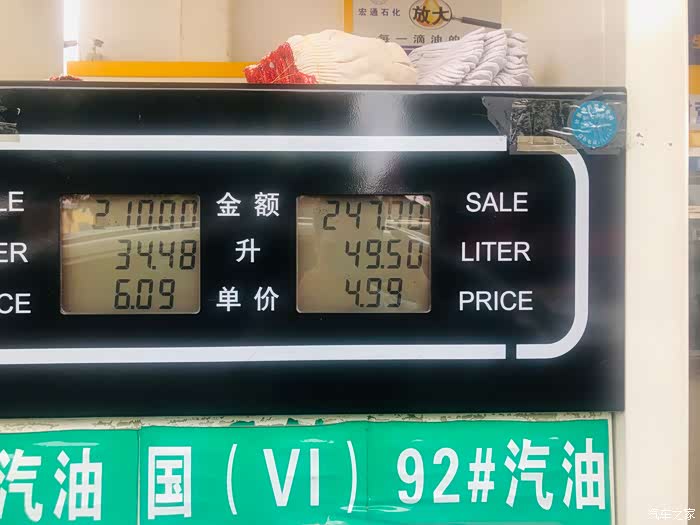 宏通石化
放大
每一滴油的
LE 210.00 金额 247.00 SALE
ER 34.48 升 49.50 LITER
CE 6.09 单价 4.99 PRICE
汽油 国(VI) 92#汽油
汽车之家